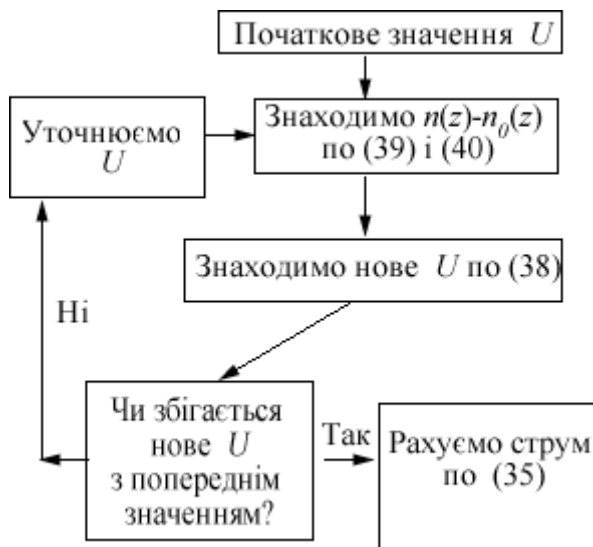 Початкове значення U
Уточнюємо
U
Знаходимо n(z)-n₀(z)
по (39) і (40)
Знаходимо нове U по (38)
Ні
Чи збігається
нове U
з попереднім
значенням?
Так
Рахуємо струм
по (35)